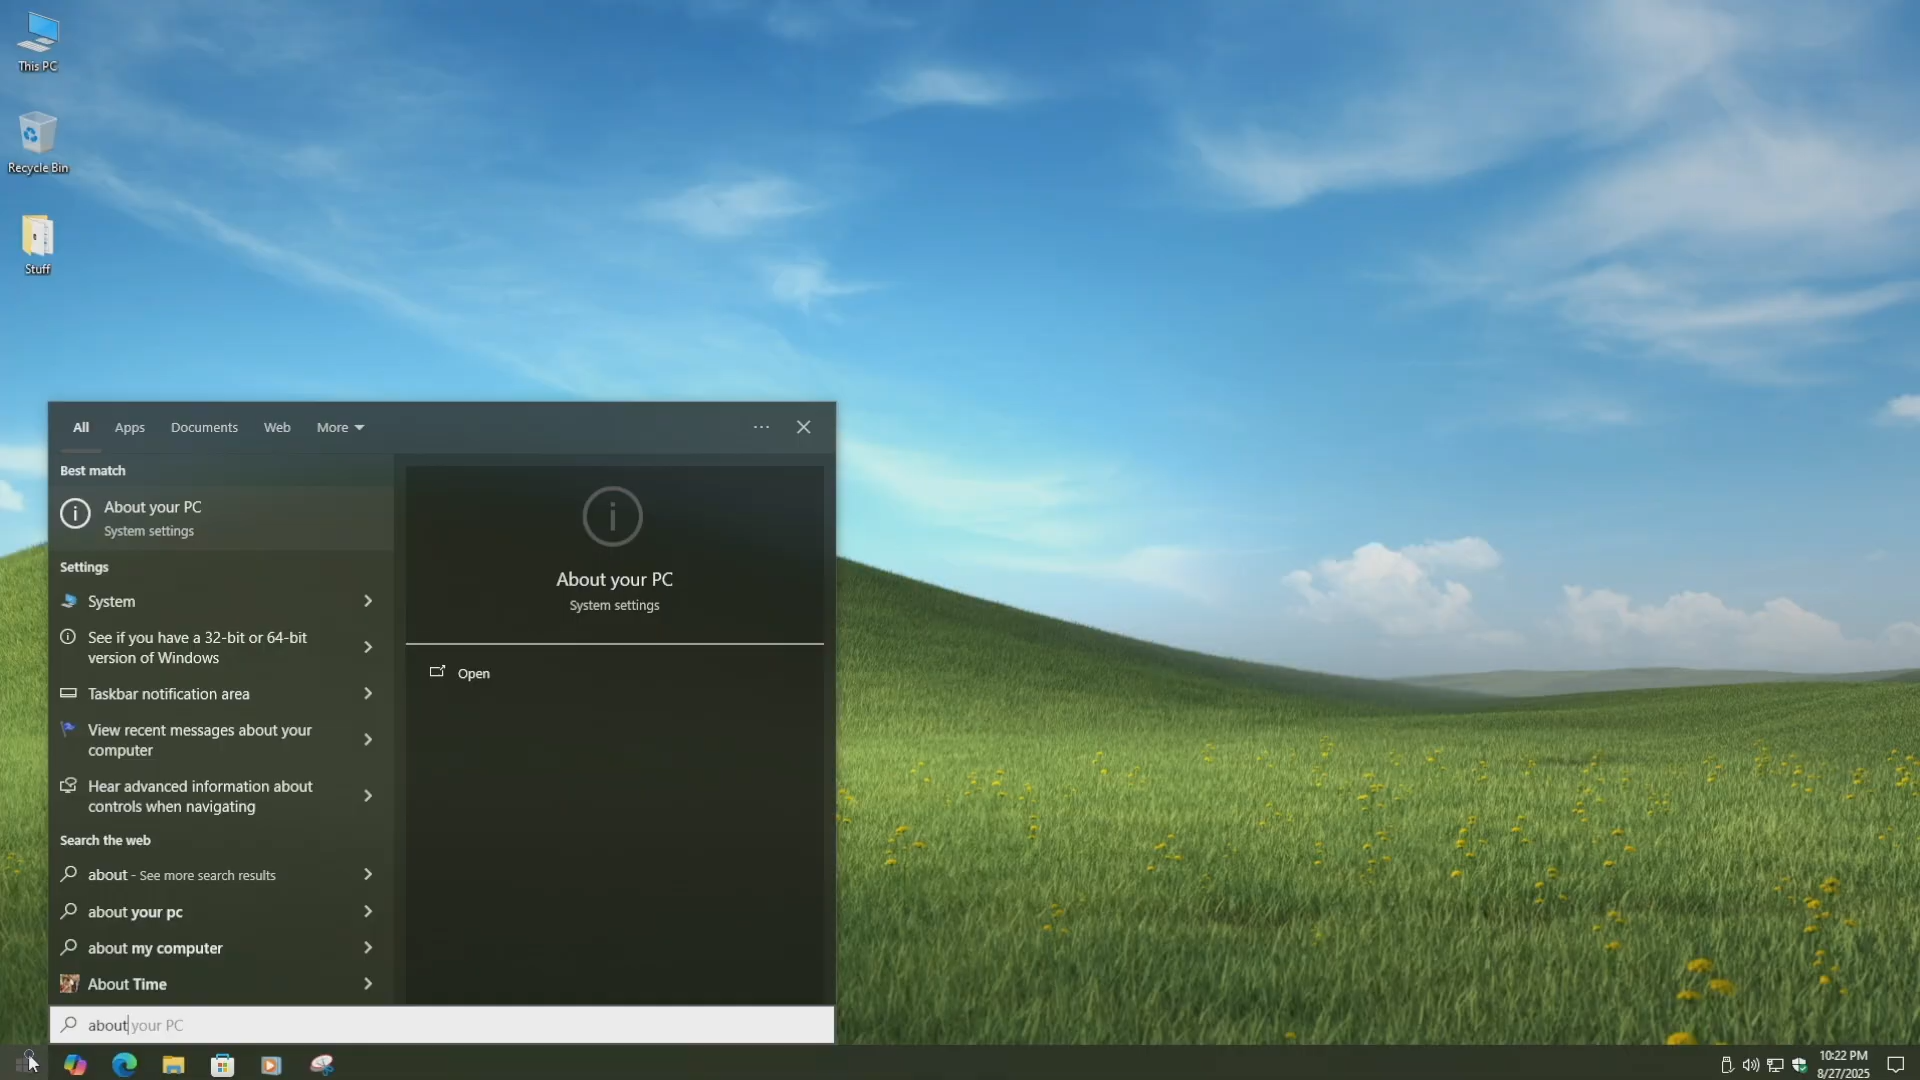 This PC
Recycle Bin
Stuff
All Apps Documents Web More
Best match
About your PC
System settings
Settings
System
See if you have a 32-bit or 64-bit
version of Windows
Taskbar notification area
View recent messages about your
computer
Hear advanced information about
controls when navigating
Search the web
about - See more search results
about your pc
about my computer
About Time
About your PC
System settings
Open
about your PC
10:22 PM
8/27/2025